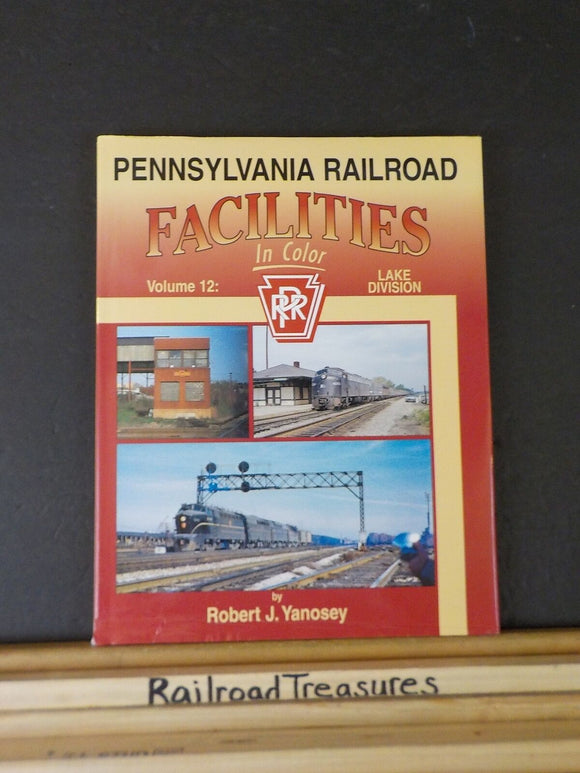 PENNSYLVANIA RAILROAD
FACILITIES
In Color
Volume 12:
LAKE
DIVISION
PRR
by
Robert J. Yanosey
RailroadTreasures